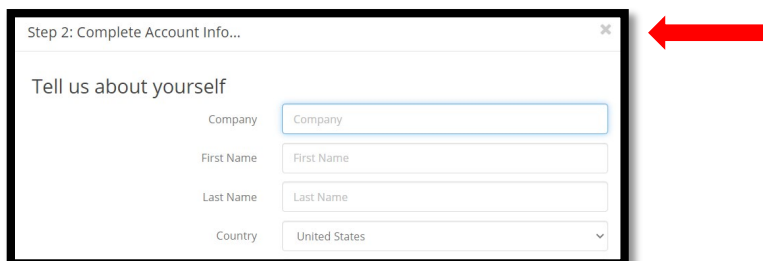 Step 2: Complete Account Info...
×
Tell us about yourself
Company Company
First Name First Name
Last Name Last Name
Country United States